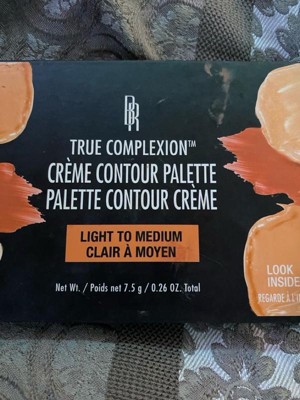 TRUE COMPLEXION™
CRÈME CONTOUR PALETTE
PALETTE CONTOUR CRÈME
LIGHT TO MEDIUM
CLAIR À MOYEN
Net Wt. / Poids net 7.5 g / 0.26 OZ. Total
LOOK
INSIDE
REGARDE À